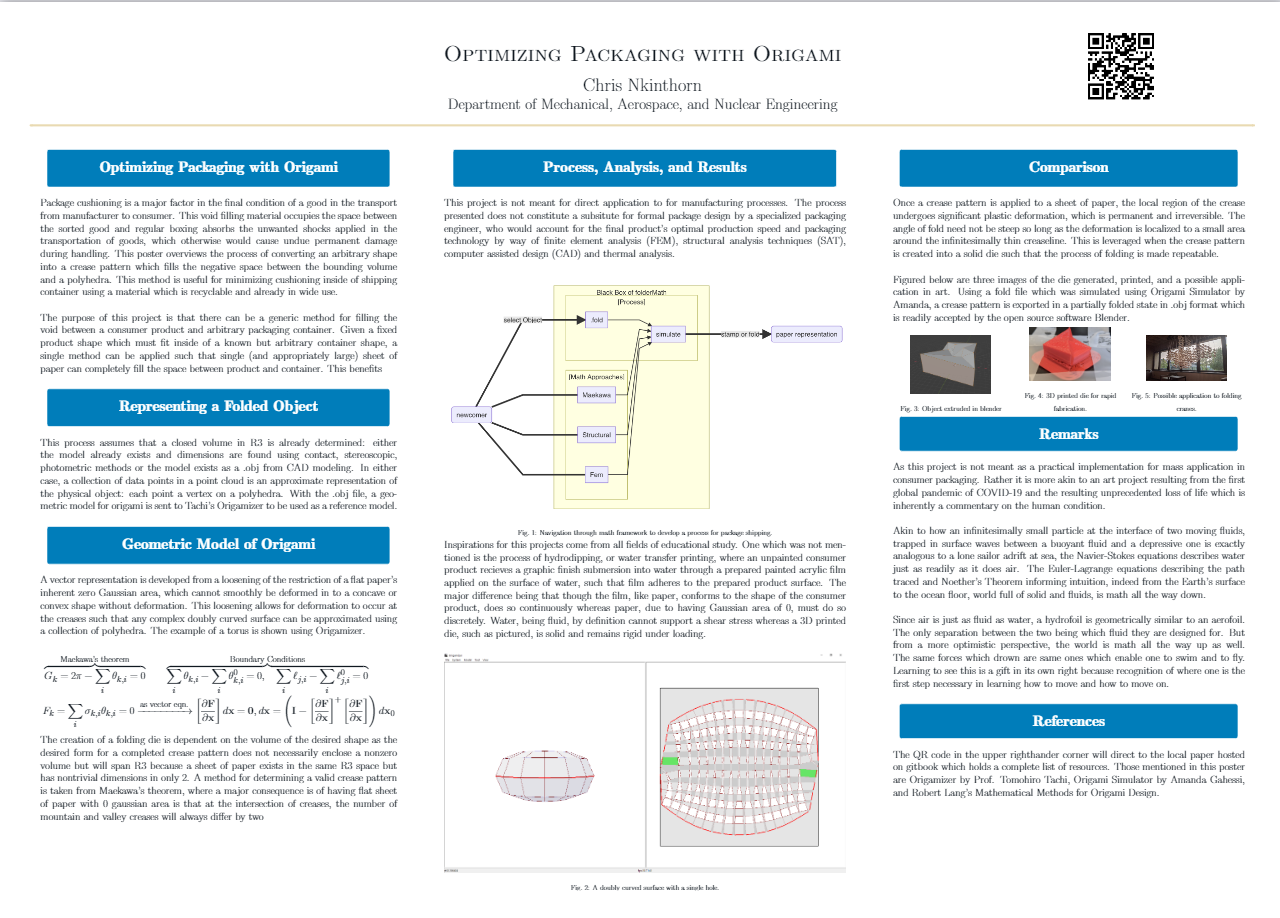 Optimizing Packaging with Origami
Chris Nkinthorn
Department of Mechanical, Aerospace, and Nuclear Engineering
Optimizing Packaging with Origami
Package cushioning is a major factor in the final condition of a good in the transport
from manufacturer to consumer. This void filling material occupies the space between
the sorted good and regular boxing absorbs the unwanted shocks applied in the
transportation of goods, which otherwise would cause undue permanent damage
during handling. This poster overviews the process of converting an arbitrary shape
into a crease pattern which fills the negative space between the bounding volume
and a polyhedra. This method is useful for minimizing cushioning inside of shipping
container using a material which is recyclable and already in wide use.
The purpose of this project is that there can be a generic method for filling the
void between a consumer product and arbitrary packaging container. Given a fixed
product shape which must fit inside of a known but arbitrary container shape, a
single method can be applied such that single (and appropriately large) sheet of
paper can completely fill the space between product and container. This benefits
Representing a Folded Object
This process assumes that a closed volume in R3 is already determined: either
the model already exists and dimensions are found using contact, stereoscopic,
photometric methods or the model exists as a .obj from CAD modeling. In either
case, a collection of data points in a point cloud is an approximate representation of
the physical object: each point a vertex on a polyhedra. With the .obj file, a geo-
metric model for origami is sent to Tachi's Origamizer to be used as a reference model.
Geometric Model of Origami
A vector representation is developed from a loosening of the restriction of a flat paper's
inherent zero Gaussian area, which cannot smoothly be deformed in to a concave or
convex shape without deformation. This loosening allows for deformation to occur at
the creases such that any complex doubly curved surface can be approximated using
a collection of polyhedra. The example of a torus is shown using Origamizer.
Maekawa's theorem Boundary Conditions
G_k = 2π − ∑_i θ_{k,i} = 0 ∑_i θ_{k,i} − ∑_i θ^0_{k,i} = 0, ∑_i ℓ_{j,i} − ∑_i ℓ^0_{j,i} = 0
F_k = ∑_i σ_{k,i}θ_{k,i} = 0 as vector eqn. → [∂F/∂x] dx = 0, dx = (1 − [∂F/∂x]^+ [∂F/∂x]) dx_0
The creation of a folding die is dependent on the volume of the desired shape as the
desired form for a completed crease pattern does not necessarily enclose a nonzero
volume but will span R3 because a sheet of paper exists in the same R3 space but
has nontrivial dimensions in only 2. A method for determining a valid crease pattern
is taken from Maekawa's theorem, where a major consequence is of having flat sheet
of paper with 0 gaussian area is that at the intersection of creases, the number of
mountain and valley creases will always differ by two
Process, Analysis, and Results
This project is not meant for direct application to for manufacturing processes. The process
presented does not constitute a subsitute for formal package design by a specialized packaging
engineer, who would account for the final product's optimal production speed and packaging
technology by way of finite element analysis (FEM), structural analysis techniques (SAT),
computer assisted design (CAD) and thermal analysis.
Black Box of folderMath
[Process]
select Object
.fold
simulate
stamp or fold
paper representation
[Math Approaches]
Maekawa
newcomer
Structural
Fem
Fig. 1: Navigation through math framework to develop a process for package shipping.
Inspirations for this projects come from all fields of educational study. One which was not men-
tioned is the process of hydrodipping, or water transfer printing, where an unpainted consumer
product recieves a graphic finish submersion into water through a prepared painted acrylic film
applied on the surface of water, such that film adheres to the prepared product surface. The
major difference being that though the film, like paper, conforms to the shape of the consumer
product, does so continuously whereas paper, due to having Gaussian area of 0, must do so
discretely. Water, being fluid, by definition cannot support a shear stress whereas a 3D printed
die, such as pictured, is solid and remains rigid under loading.
Fig. 2: A doubly curved surface with a single hole.
Comparison
Once a crease pattern is applied to a sheet of paper, the local region of the crease
undergoes significant plastic deformation, which is permanent and irreversible. The
angle of fold need not be steep so long as the deformation is localized to a small area
around the infinitesimally thin creaseline. This is leveraged when the crease pattern
is created into a solid die such that the process of folding is made repeatable.
Figured below are three images of the die generated, printed, and a possible appli-
cation in art. Using a fold file which was simulated using Origami Simulator by
Amanda, a crease pattern is exported in a partially folded state in .obj format which
is readily accepted by the open source software Blender.
Fig. 3: Object extruded in blender
Fig. 4: 3D printed die for rapid
fabrication.
Fig. 5: Possible application to folding
cranes.
Remarks
As this project is not meant as a practical implementation for mass application in
consumer packaging. Rather it is more akin to an art project resulting from the first
global pandemic of COVID-19 and the resulting unprecedented loss of life which is
inherently a commentary on the human condition.
Akin to how an infinitesimally small particle at the interface of two moving fluids,
trapped in surface waves between a buoyant fluid and a depressive one is exactly
analogous to a lone sailor adrift at sea, the Navier-Stokes equations describes water
just as readily as it does air. The Euler-Lagrange equations describing the path
traced and Noether's Theorem informing intuition, indeed from the Earth's surface
to the ocean floor, world full of solid and fluids, is math all the way down.
Since air is just as fluid as water, a hydrofoil is geometrically similar to an aerofoil.
The only separation between the two being which fluid they are designed for. But
from a more optimistic perspective, the world is math all the way up as well.
The same forces which drown are same ones which enable one to swim and to fly.
Learning to see this is a gift in its own right because recognition of where one is the
first step necessary in learning how to move and how to move on.
References
The QR code in the upper righthander corner will direct to the local paper hosted
on gitbook which holds a complete list of resources. Those mentioned in this poster
are Origamizer by Prof. Tomohiro Tachi, Origami Simulator by Amanda Gahessi,
and Robert Lang's Mathematical Methods for Origami Design.